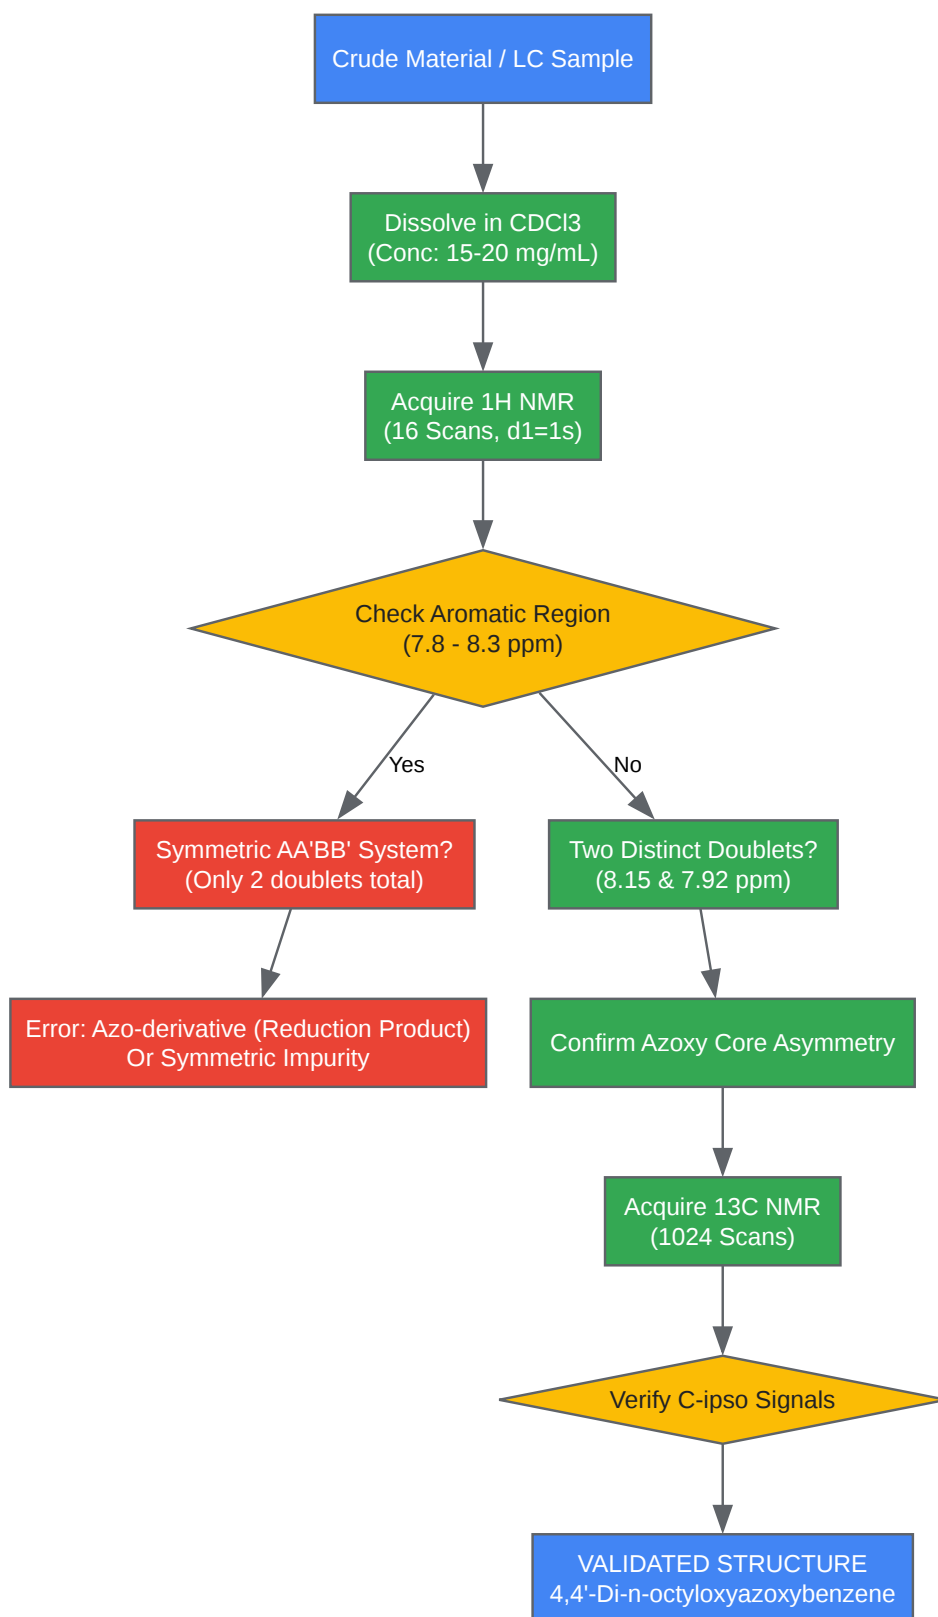 Crude Material / LC Sample
Dissolve in CDCl3
(Conc: 15-20 mg/mL)
Acquire 1H NMR
(16 Scans, d1=1s)
Check Aromatic Region
(7.8 - 8.3 ppm)
Yes
No
Symmetric AA'BB' System?
(Only 2 doublets total)
Two Distinct Doublets?
(8.15 & 7.92 ppm)
Error: Azo-derivative (Reduction Product)
Or Symmetric Impurity
Confirm Azoxy Core Asymmetry
Acquire 13C NMR
(1024 Scans)
Verify C-ipso Signals
VALIDATED STRUCTURE
4,4'-Di-n-octyloxyazoxybenzene